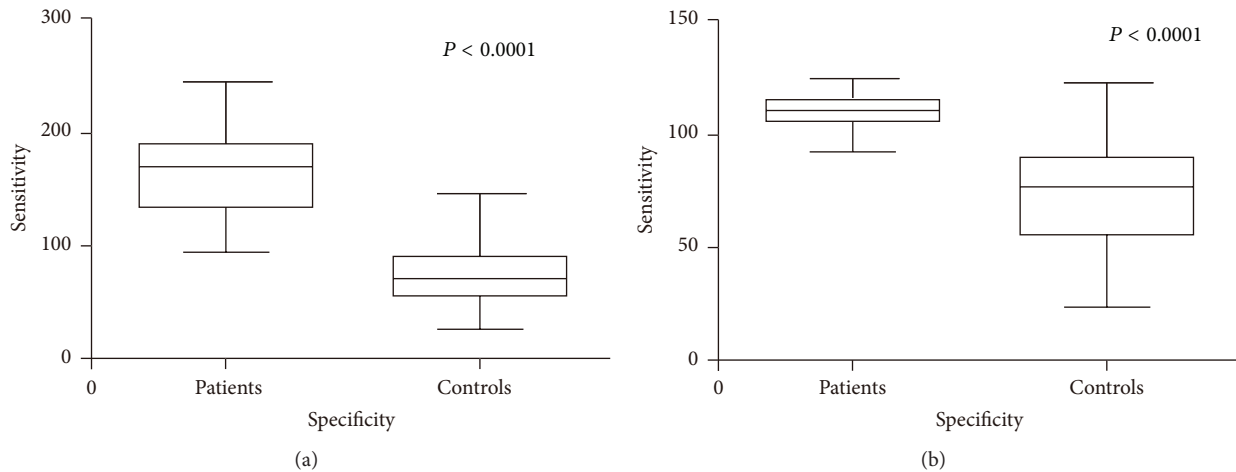 300
P < 0.0001
200
Sensitivity
100
0
0 Patients Controls
Specificity
(a)
150
P < 0.0001
100
Sensitivity
50
0
0 Patients Controls
Specificity
(b)